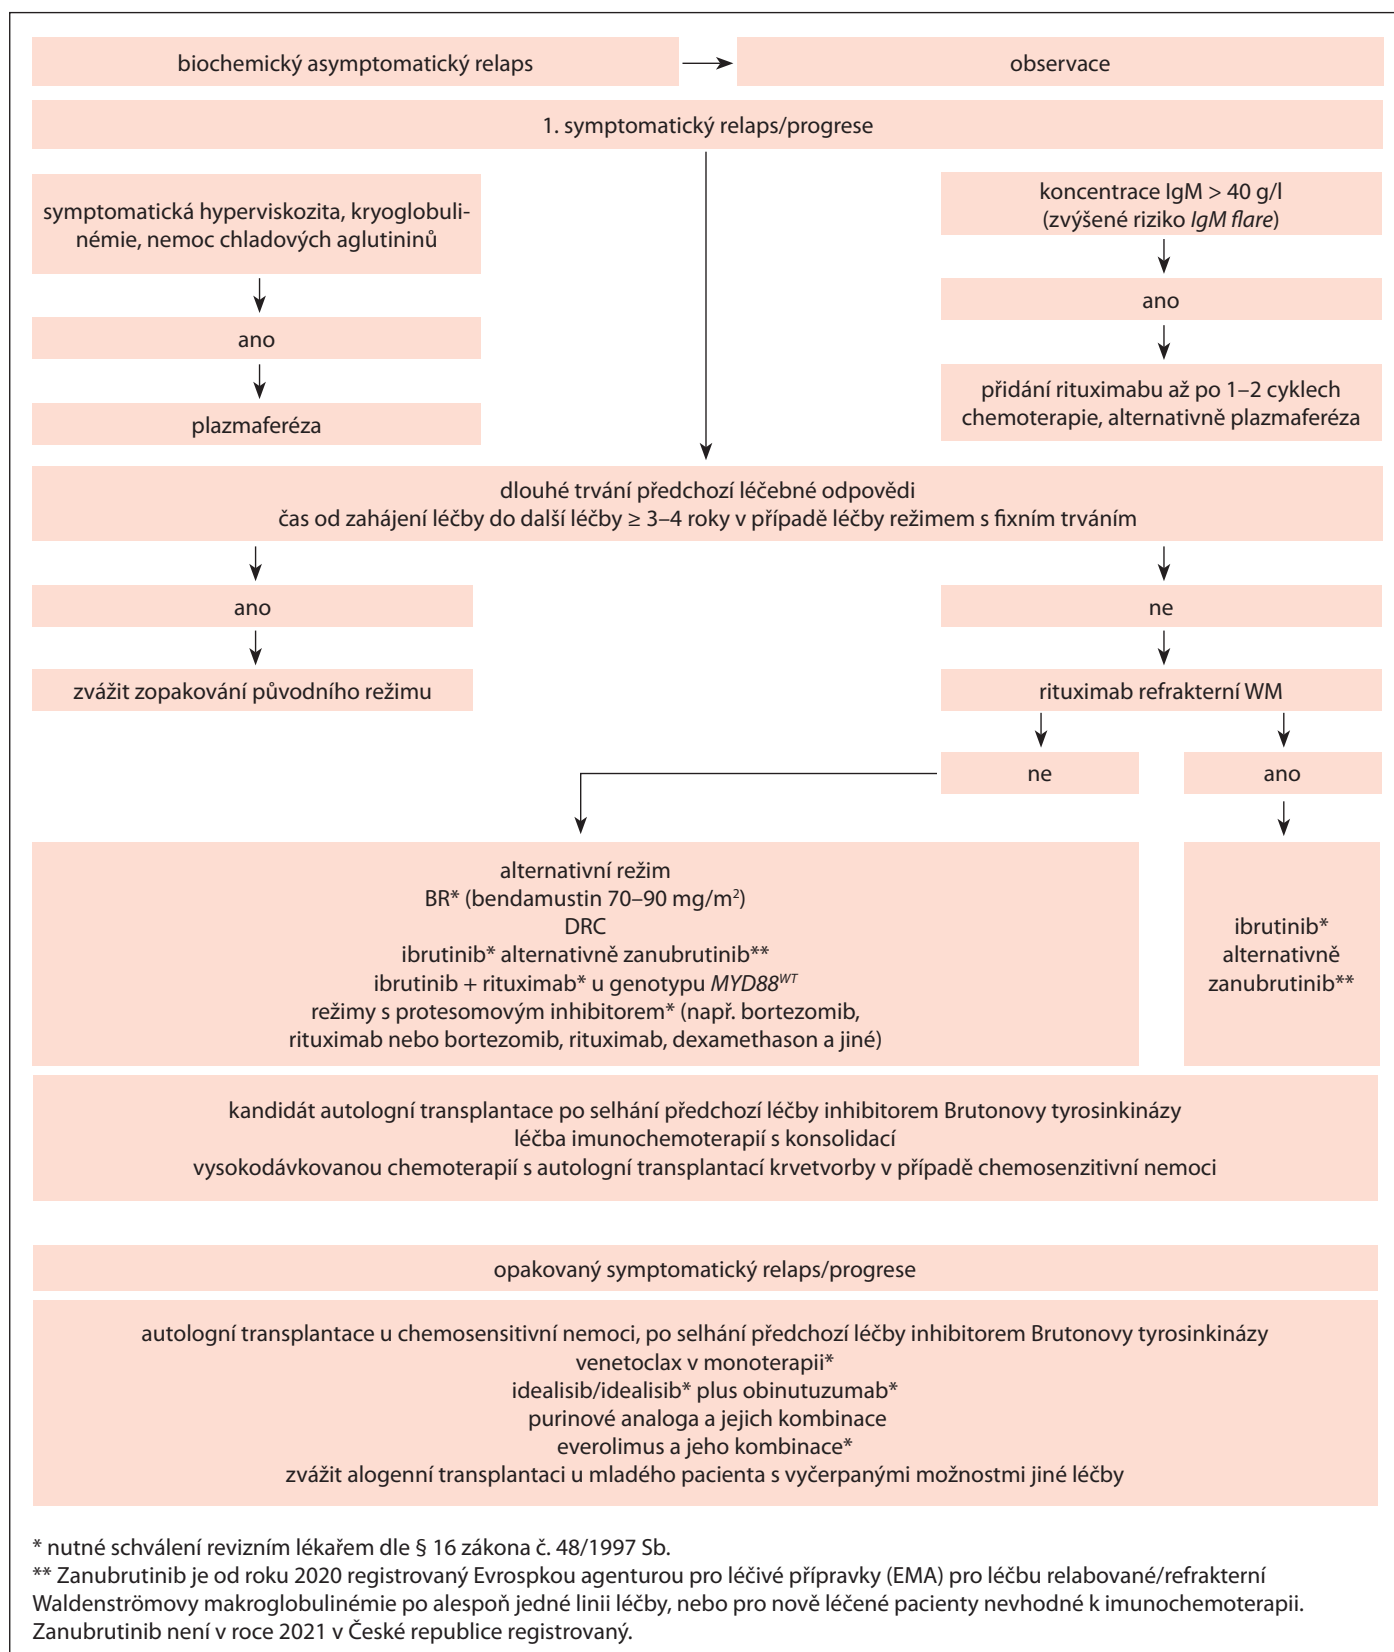 biochemický asymptomatický relaps
observace
1. symptomatický relaps/progrese
symptomatická hyperviskozita, kryoglobuli-
némie, nemoc chladových aglutininů
ano
plazmaferéza
koncentrace IgM > 40 g/l
(zvýšené riziko IgM flare)
ano
přidání rituximabu až po 1–2 cyklech
chemoterapie, alternativně plazmaferéza
dlouhé trvání předchozí léčebné odpovědi
čas od zahájení léčby do další léčby ≥ 3–4 roky v případě léčby režimem s fixním trváním
ano
zvážit zopakování původního režimu
ne
rituximab refrakterní WM
ne
ano
alternativní režim
BR* (bendamustin 70–90 mg/m²)
DRC
ibrutinib* alternativně zanubrutinib**
ibrutinib + rituximab* u genotypu MYD88ᵂᵀ
režimy s protesomovým inhibitorem* (např. bortezomib,
rituximab nebo bortezomib, rituximab, dexamethason a jiné)
ibrutinib*
alternativně
zanubrutinib**
kandidát autologní transplantace po selhání předchozí léčby inhibitorem Brutonovy tyrosinkinázy
léčba imunochemoterapií s konsolidací
vysokodávkovanou chemoterapií s autologní transplantací krvetvorby v případě chemosenzitivní nemoci
opakovaný symptomatický relaps/progrese
autologní transplantace u chemosensitivní nemoci, po selhání předchozí léčby inhibitorem Brutonovy tyrosinkinázy
venetoclax v monoterapii*
idealisib/idealisib* plus obinutuzumab*
purinové analoga a jejich kombinace
everolimus a jeho kombinace*
zvážit alogenní transplantaci u mladého pacienta s vyčerpanými možnostmi jiné léčby
* nutné schválení revizním lékařem dle § 16 zákona č. 48/1997 Sb.
** Zanubrutinib je od roku 2020 registrovaný Evrospkou agenturou pro léčivé přípravky (EMA) pro léčbu relabované/refrakterní
Waldenströmovy makroglobulinémie po alespoň jedné linii léčby, nebo pro nově léčené pacienty nevhodné k imunochemoterapii.
Zanubrutinib není v roce 2021 v České republice registrovaný.